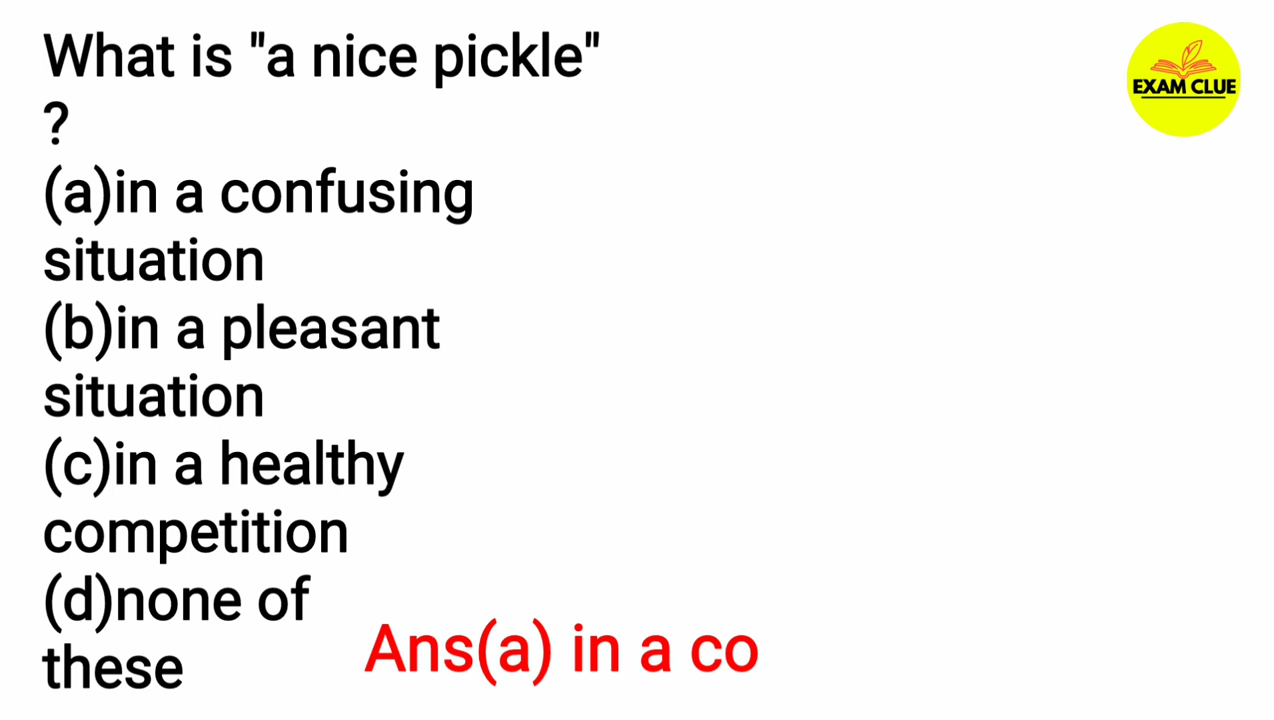 What is "a nice pickle"
?
(a)in a confusing
situation
(b)in a pleasant
situation
(c)in a healthy
competition
(d)none of
these
Ans(a) in a co
EXAM CLUE